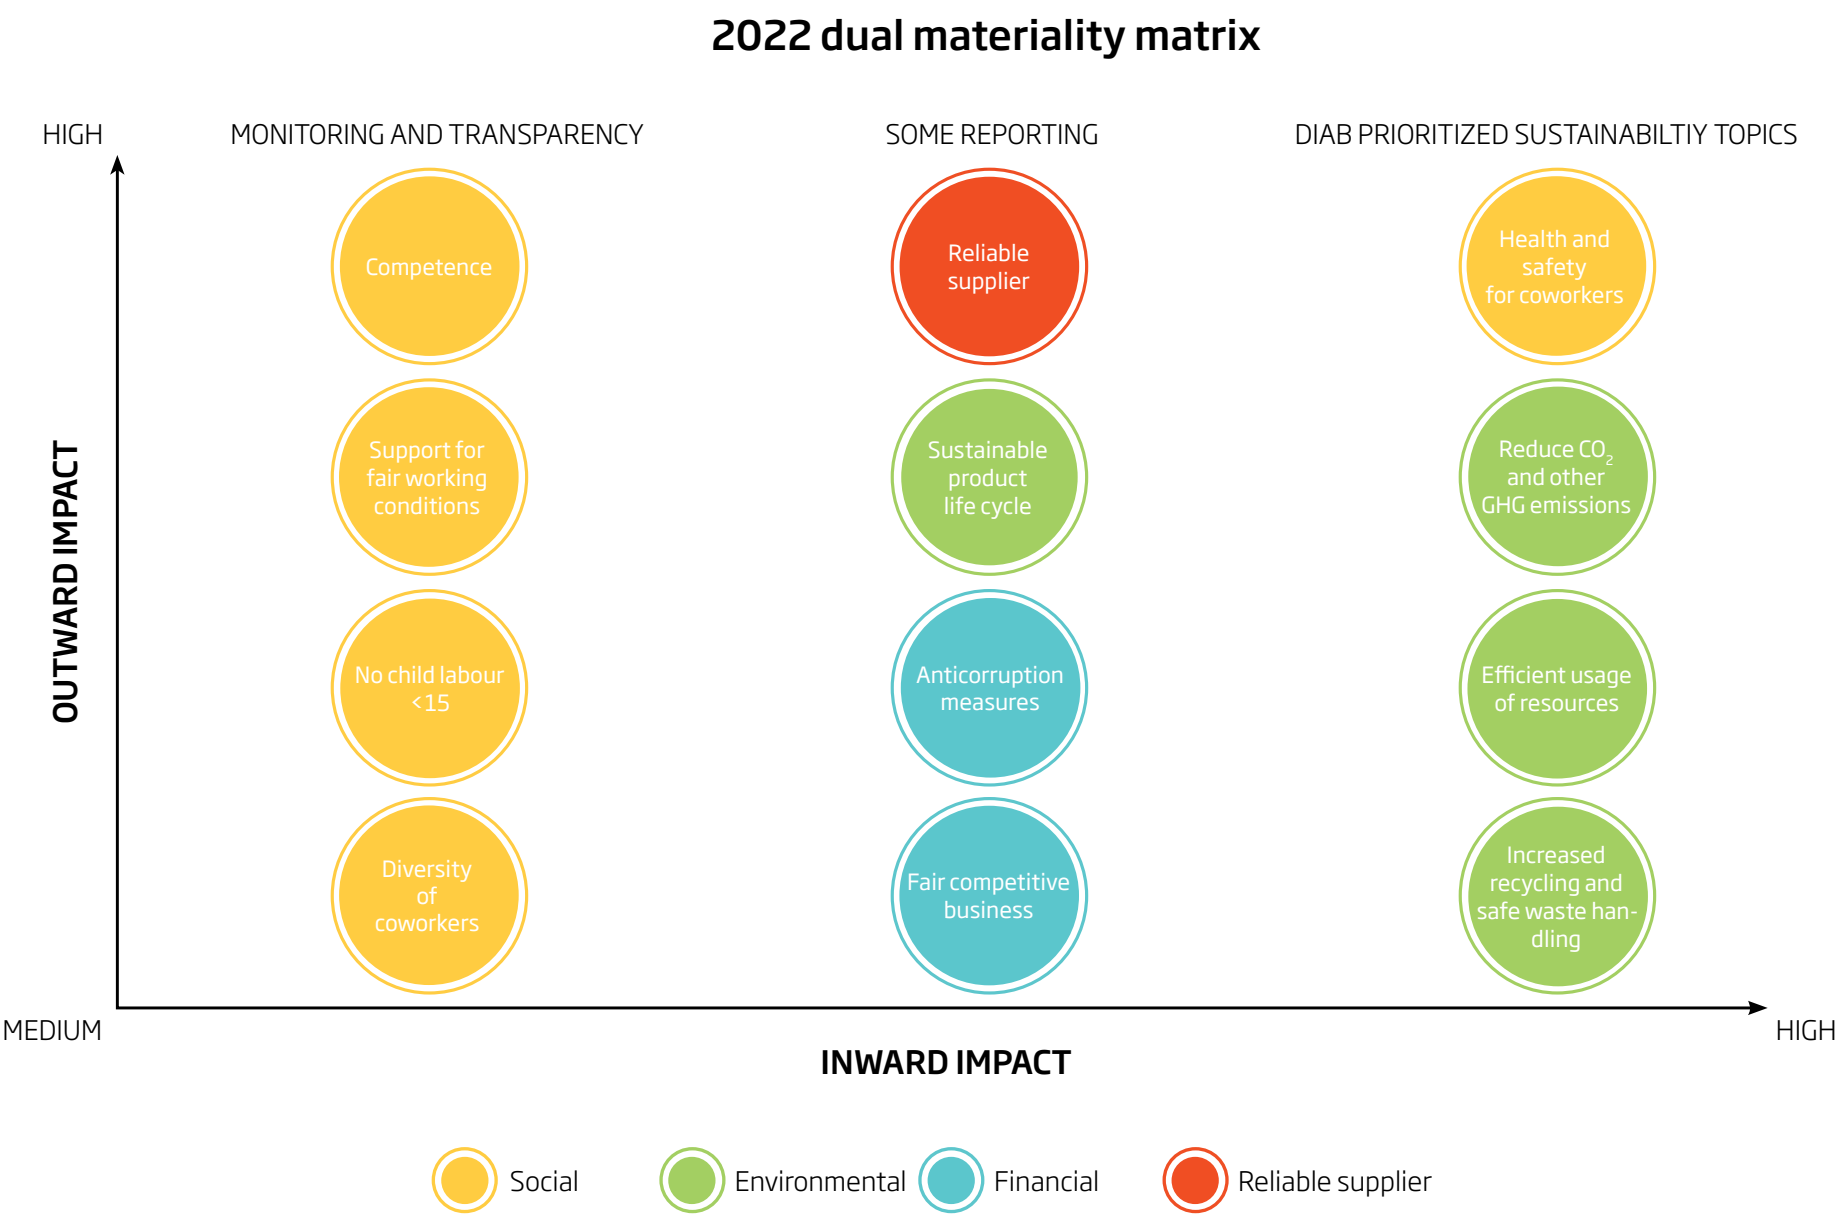 2022 dual materiality matrix
HIGH
MONITORING AND TRANSPARENCY
SOME REPORTING
DIAB PRIORITIZED SUSTAINABILTIY TOPICS
Competence
Reliable
supplier
Health and
safety
for coworkers
Support for
fair working
conditions
Sustainable
product
life cycle
Reduce CO2
and other
GHG emissions
OUTWARD IMPACT
No child labour
<15
Anticorruption
measures
Efficient usage
of resources
Diversity
of
coworkers
Fair competitive
business
Increased
recycling and
safe waste han-
dling
MEDIUM
HIGH
INWARD IMPACT
Social
Environmental
Financial
Reliable supplier